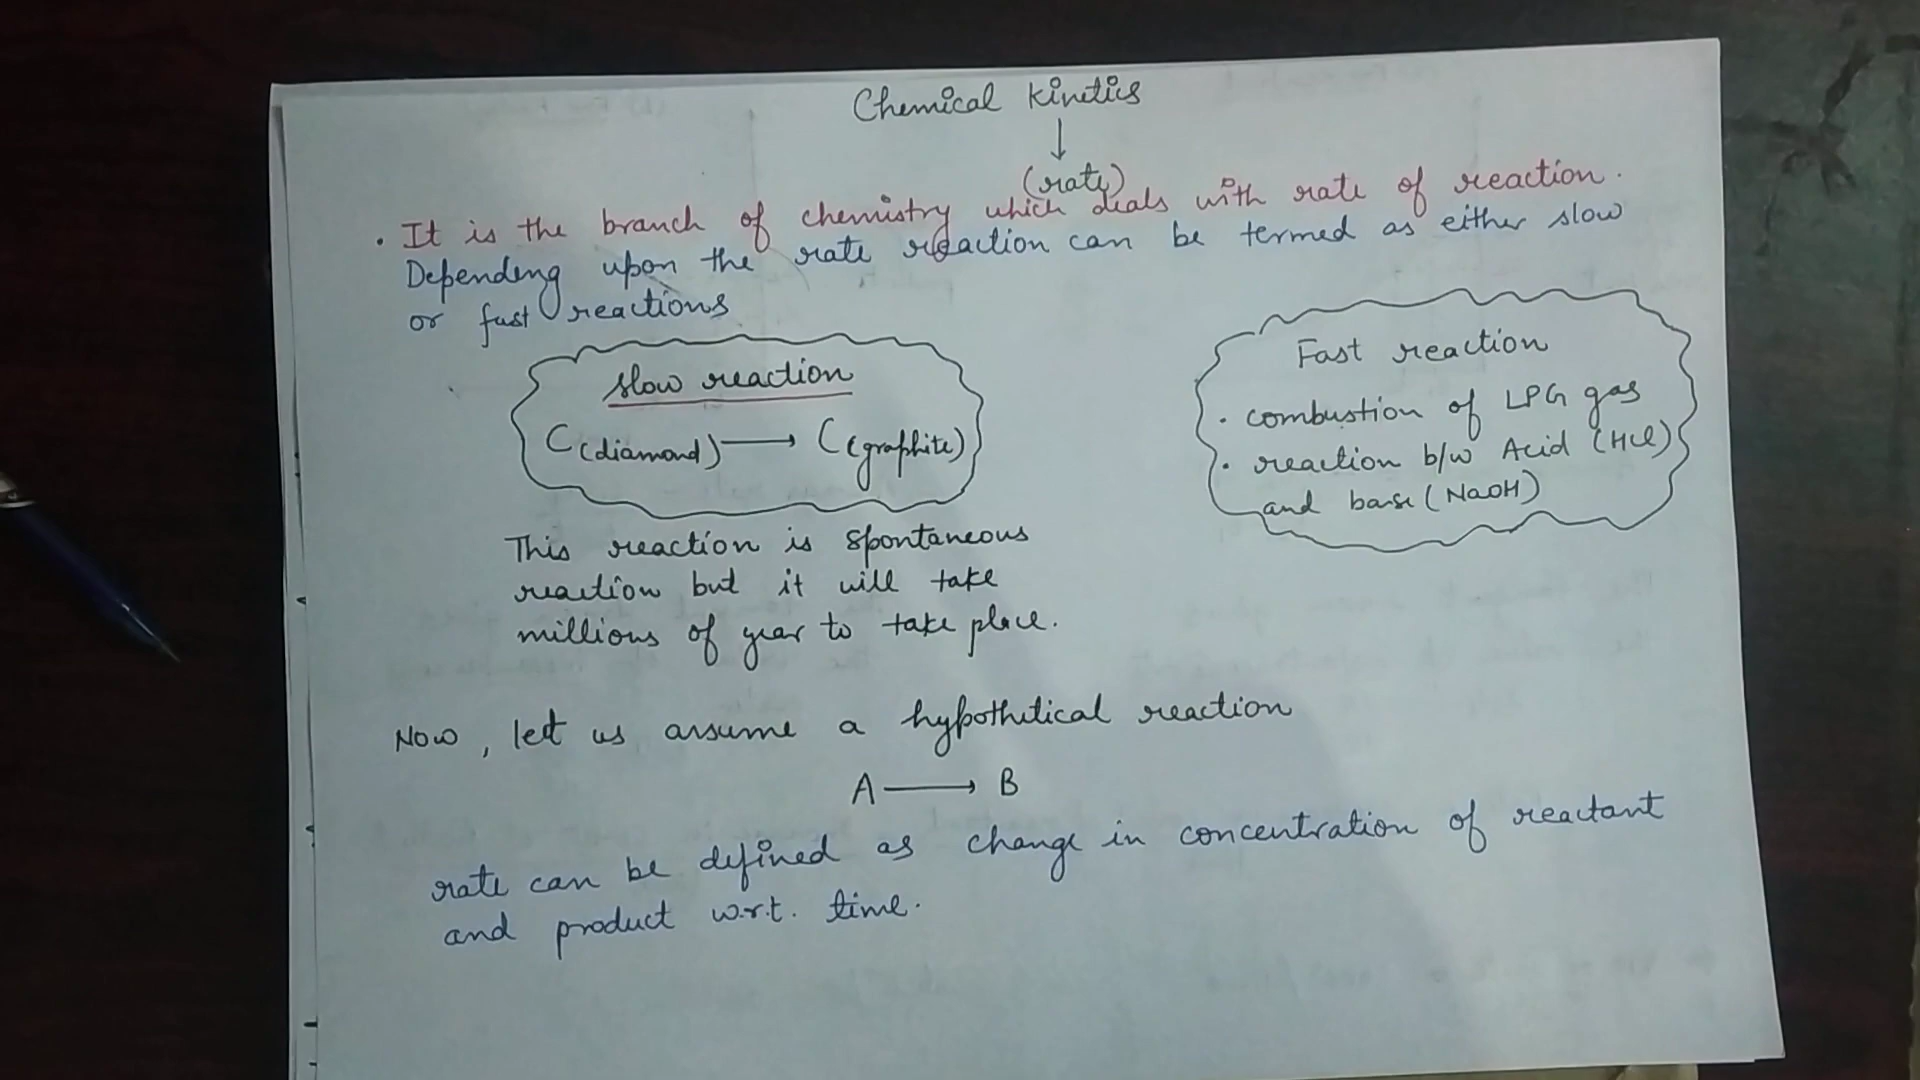 Chemical Kinetics
↓
(rate)
• It is the branch of chemistry which deals with rate of reaction.
Depending upon the rate reaction can be termed as either slow
or fast reactions
slow reaction
C(diamond) → C(graphite)
This reaction is spontaneous
reaction but it will take
millions of year to take place.
Fast reaction
• combustion of LPG gas
• reaction b/w Acid (HCl)
and base (NaOH)
Now, let us assume a hypothitical reaction
A → B
rate can be defined as change in concentration of reactant
and product w.r.t. time.